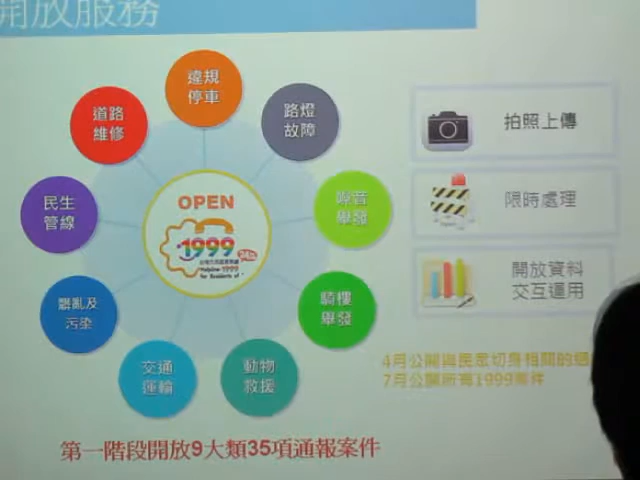 開放服務
違規
停車
道路
維修
路燈
故障
民生
管線
噪音
舉發
OPEN
1999
Helpline 1999
for Residents of
髒亂及
污染
騎樓
舉發
交通
運輸
動物
救援
拍照上傳
限時處理
開放資料
交互運用
4月公開與民眾切身相關的
7月公開所有1999案件
第一階段開放9大類35項通報案件